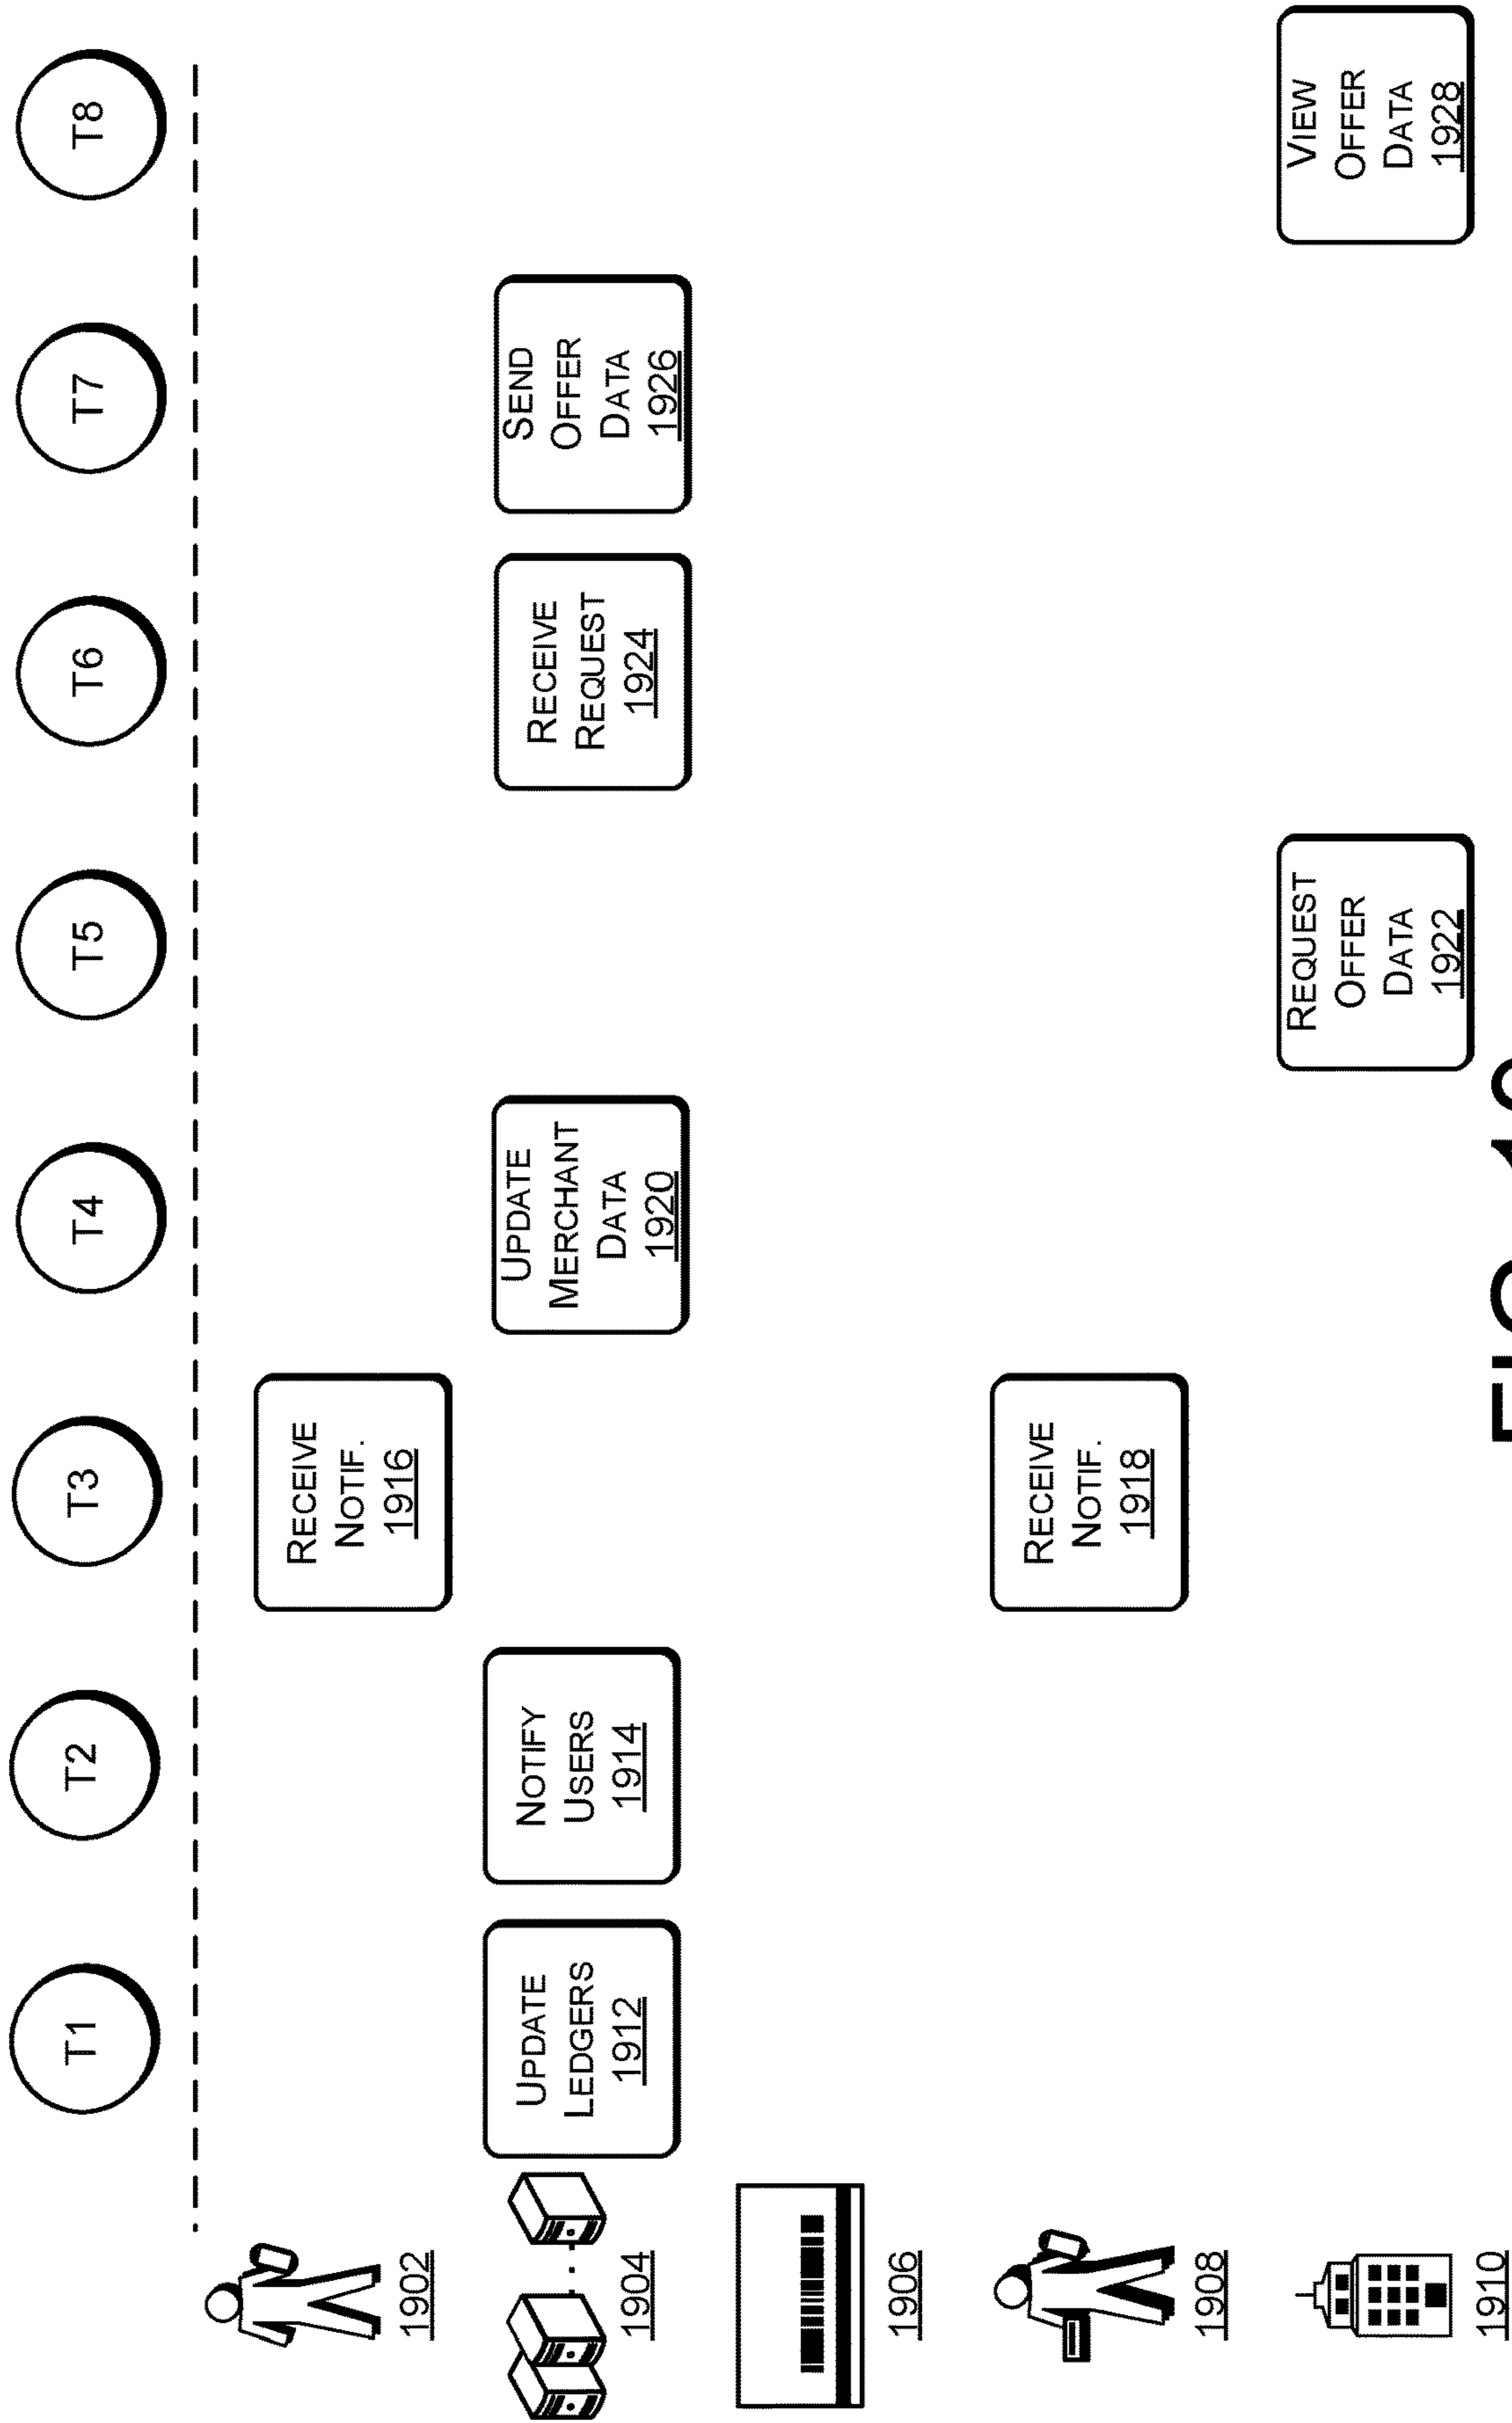 T1
T2
T3
T4
T5
T6
T7
T8
1902
RECEIVE
NOTIF.
1916
1904
UPDATE
LEDGERS
1912
NOTIFY
USERS
1914
UPDATE
MERCHANT
DATA
1920
RECEIVE
REQUEST
1924
SEND
OFFER
DATA
1926
1906
1908
RECEIVE
NOTIF.
1918
1910
REQUEST
OFFER
DATA
1922
VIEW
OFFER
DATA
1928